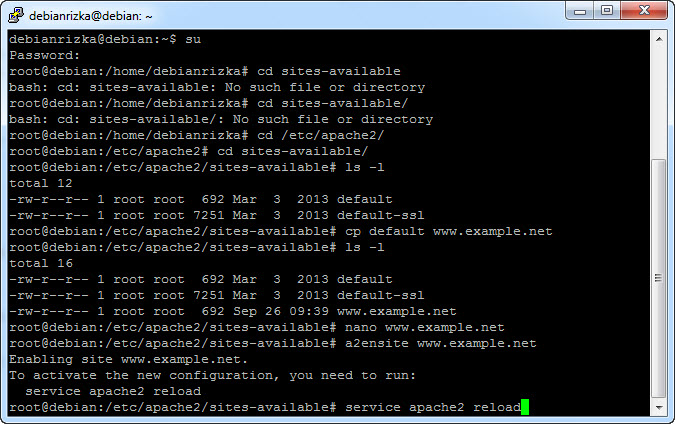 debianrizka@debian: ~
debianrizka@debian:~$ su
Password:
root@debian:/home/debianrizka# cd sites-available
bash: cd: sites-available: No such file or directory
root@debian:/home/debianrizka# cd sites-available/
bash: cd: sites-available/: No such file or directory
root@debian:/home/debianrizka# cd /etc/apache2/
root@debian:/etc/apache2# cd sites-available/
root@debian:/etc/apache2/sites-available# ls -l
total 12
-rw-r--r-- 1 root root  692 Mar  3  2013 default
-rw-r--r-- 1 root root 7251 Mar  3  2013 default-ssl
root@debian:/etc/apache2/sites-available# cp default www.example.net
root@debian:/etc/apache2/sites-available# ls -l
total 16
-rw-r--r-- 1 root root  692 Mar  3  2013 default
-rw-r--r-- 1 root root 7251 Mar  3  2013 default-ssl
-rw-r--r-- 1 root root  692 Sep 26 09:39 www.example.net
root@debian:/etc/apache2/sites-available# nano www.example.net
root@debian:/etc/apache2/sites-available# a2ensite www.example.net
Enabling site www.example.net.
To activate the new configuration, you need to run:
  service apache2 reload
root@debian:/etc/apache2/sites-available# service apache2 reload